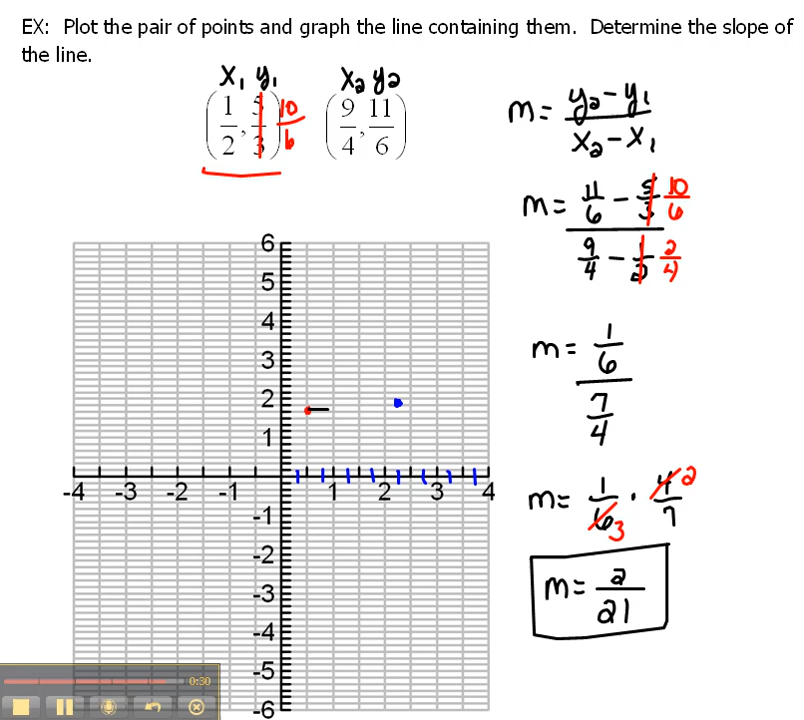 EX: Plot the pair of points and graph the line containing them. Determine the slope of
the line.
x₁ y₁ x₂ y₂
(1/2, 5/3) 10/6 (9/4, 11/6)
m = y₂ - y₁ / x₂ - x₁
m = 11/6 - 5/3 10/6
9/4 - 1/2 2/4
m = 1/6
7/4
m = 1/6 3 · 4/7 2
m = 2/21
6
5
4
3
2
1
-4 -3 -2 -1 1 2 3 4
-1
-2
-3
-4
-5
-6
0:30